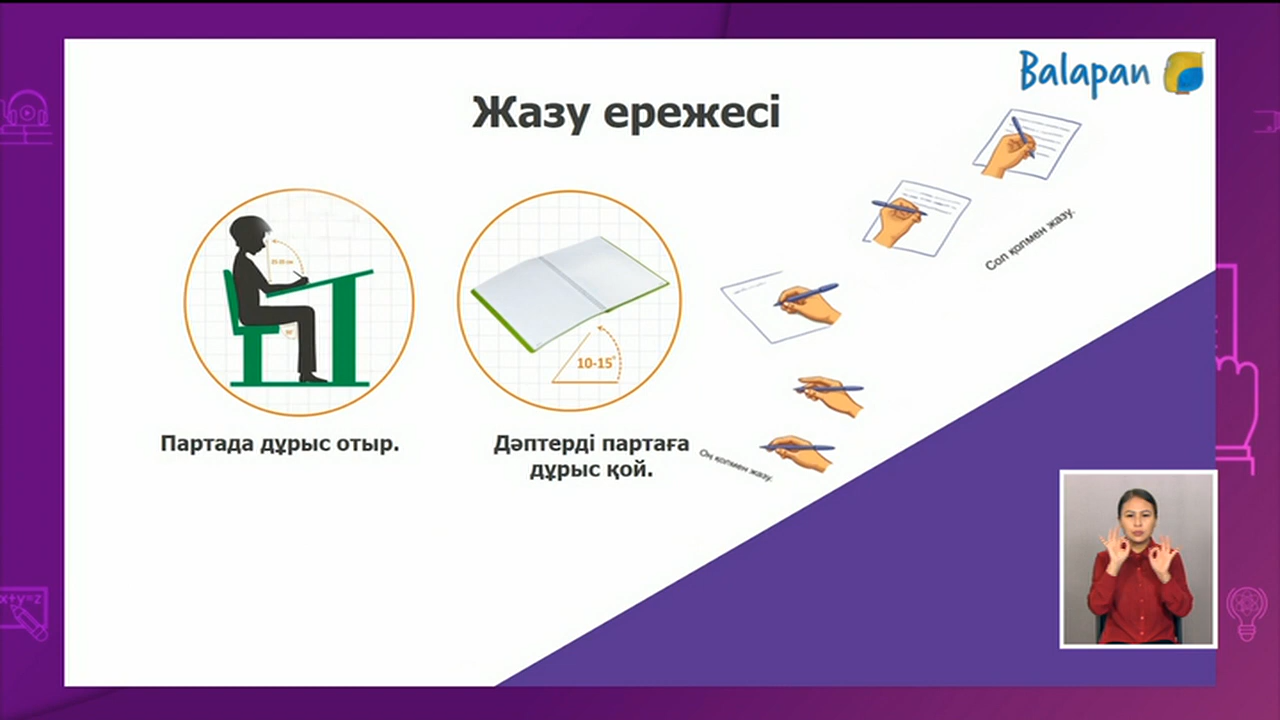 Balapan
Жазу ережесі
Сол қолмен жазу.
10-15°
Партада дұрыс отыр.
Дәптерді партаға
дұрыс қой.
Оң қолмен жазу.
x+y=z